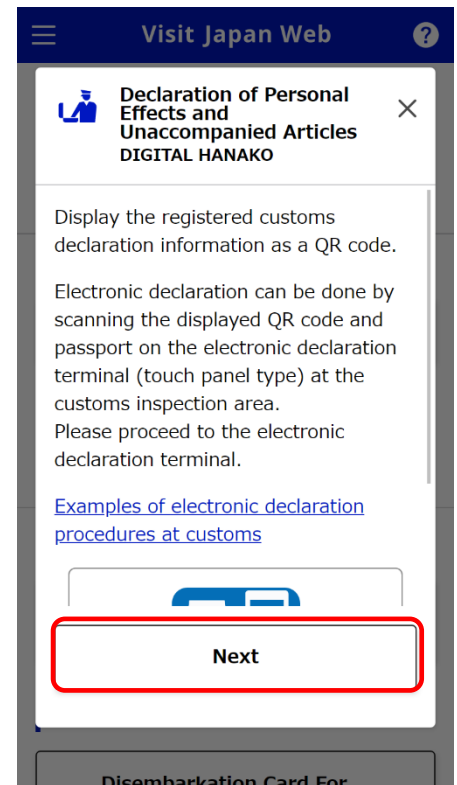 Visit Japan Web
?
Declaration of Personal
Effects and
Unaccompanied Articles
DIGITAL HANAKO
Display the registered customs
declaration information as a QR code.
Electronic declaration can be done by
scanning the displayed QR code and
passport on the electronic declaration
terminal (touch panel type) at the
customs inspection area.
Please proceed to the electronic
declaration terminal.
Examples of electronic declaration
procedures at customs
Next
Disembarkation Card For